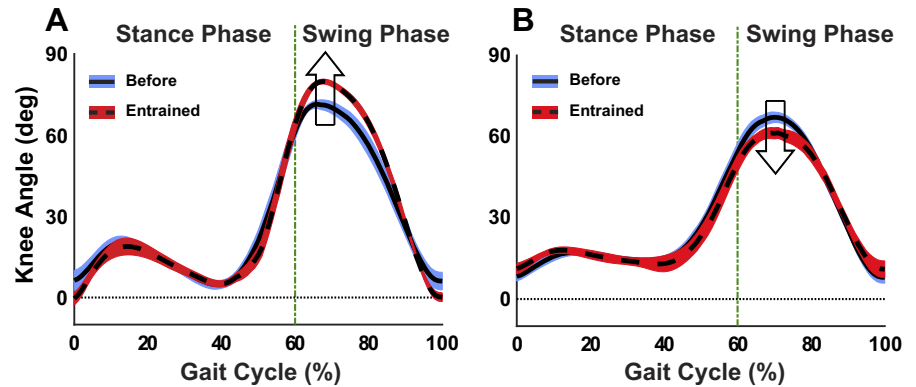 A
Stance Phase
Swing Phase
90
60
30
0
Knee Angle (deg)
Before
Entrained
0 20 40 60 80 100
Gait Cycle (%)
B
Stance Phase
Swing Phase
90
60
30
0
Before
Entrained
0 20 40 60 80 100
Gait Cycle (%)